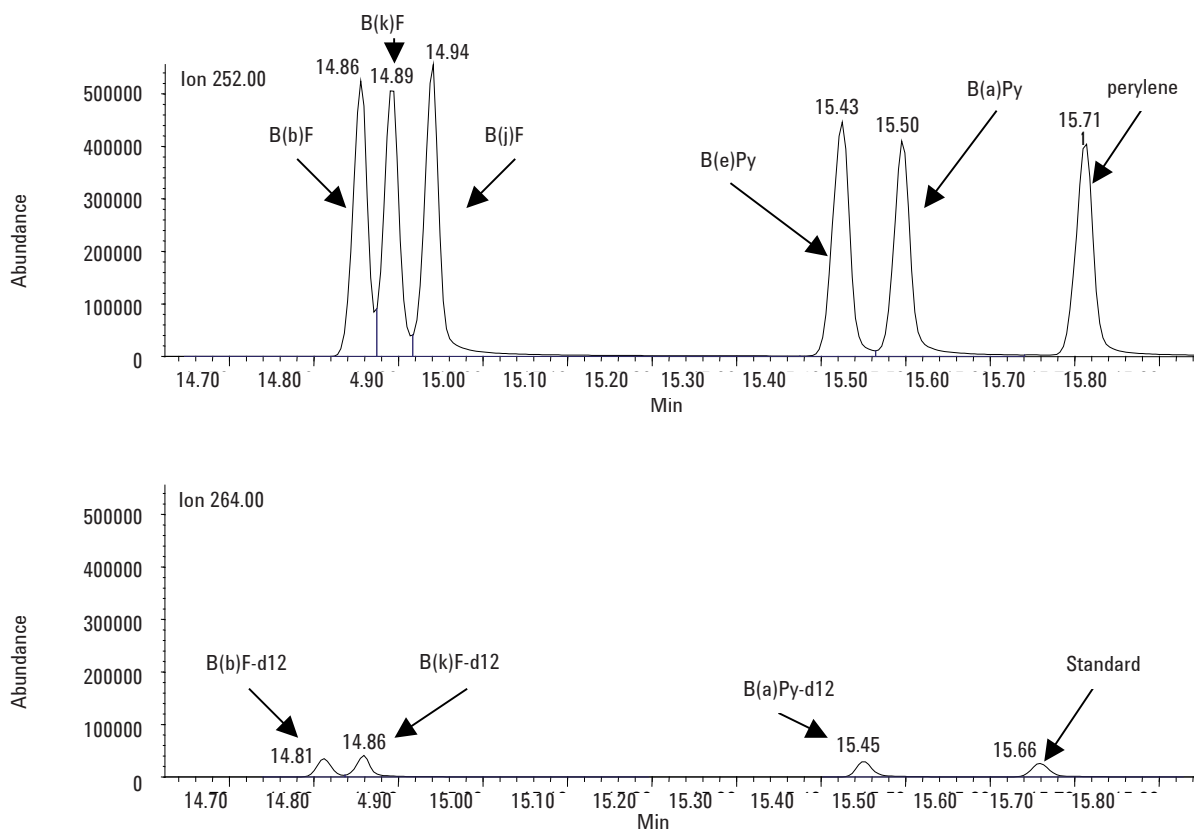 B(k)F
14.86
14.89
14.94
Ion 252.00
B(b)F
B(j)F
B(e)Py
15.43
15.50
B(a)Py
15.71
1
perylene
Abundance
500000
400000
300000
200000
100000
0
14.70 14.80 14.90 15.00 15.10 15.20 15.30 15.40 15.50 15.60 15.70 15.80
Min
Ion 264.00
Abundance
500000
400000
300000
200000
100000
0
B(b)F-d12
B(k)F-d12
B(a)Py-d12
Standard
14.81
14.86
15.45
15.66
14.70 14.80 14.90 15.00 15.10 15.20 15.30 15.40 15.50 15.60 15.70 15.80
Min